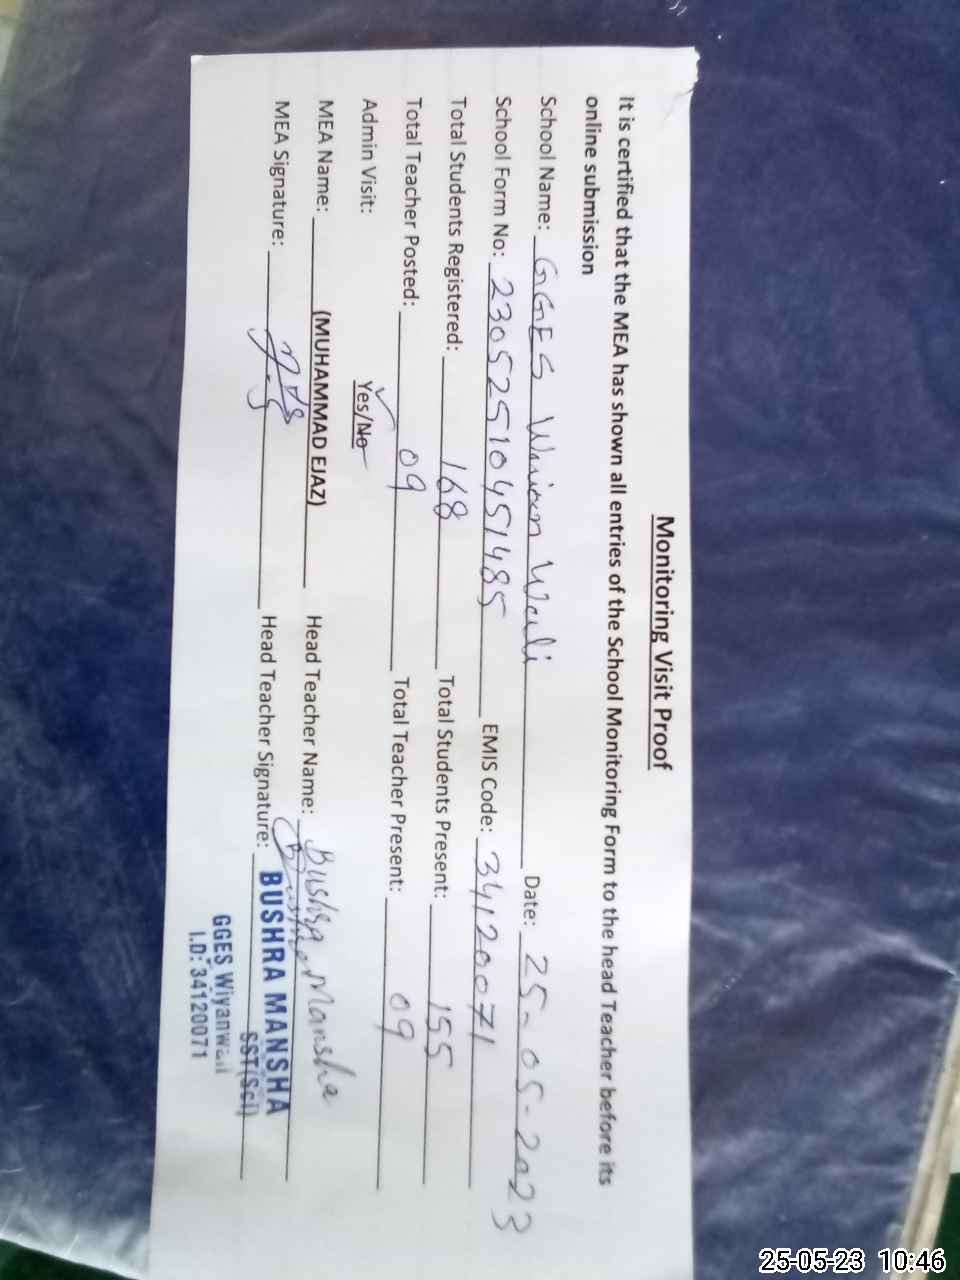 Monitoring Visit Proof
It is certified that the MEA has shown all entries of the School Monitoring Form to the head Teacher before its
online submission
School Name: GGES Date: 25-05-2023
School Form No: 23052510451485 EMIS Code: 34120071
Total Students Registered: 168 Total Students Present: 155
Total Teacher Posted: 09 Total Teacher Present: 09
Admin Visit: Yes/No
MEA Name: (MUHAMMAD EJAZ) Head Teacher Name: Bushra Mansha
MEA Signature: Head Teacher Signature:
BUSHRA MANSHA
SST(Sci)
GGES Wiyanwali
I.D: 34120071
25-05-23 10:46